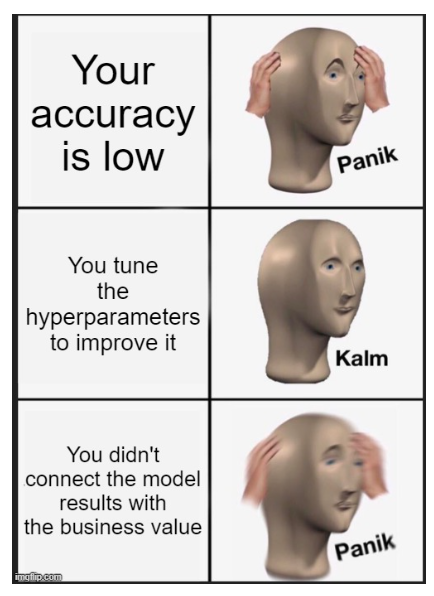 Your
accuracy
is low
Panik
You tune
the
hyperparameters
to improve it
Kalm
You didn't
connect the model
results with
the business value
Panik
imgflip.com